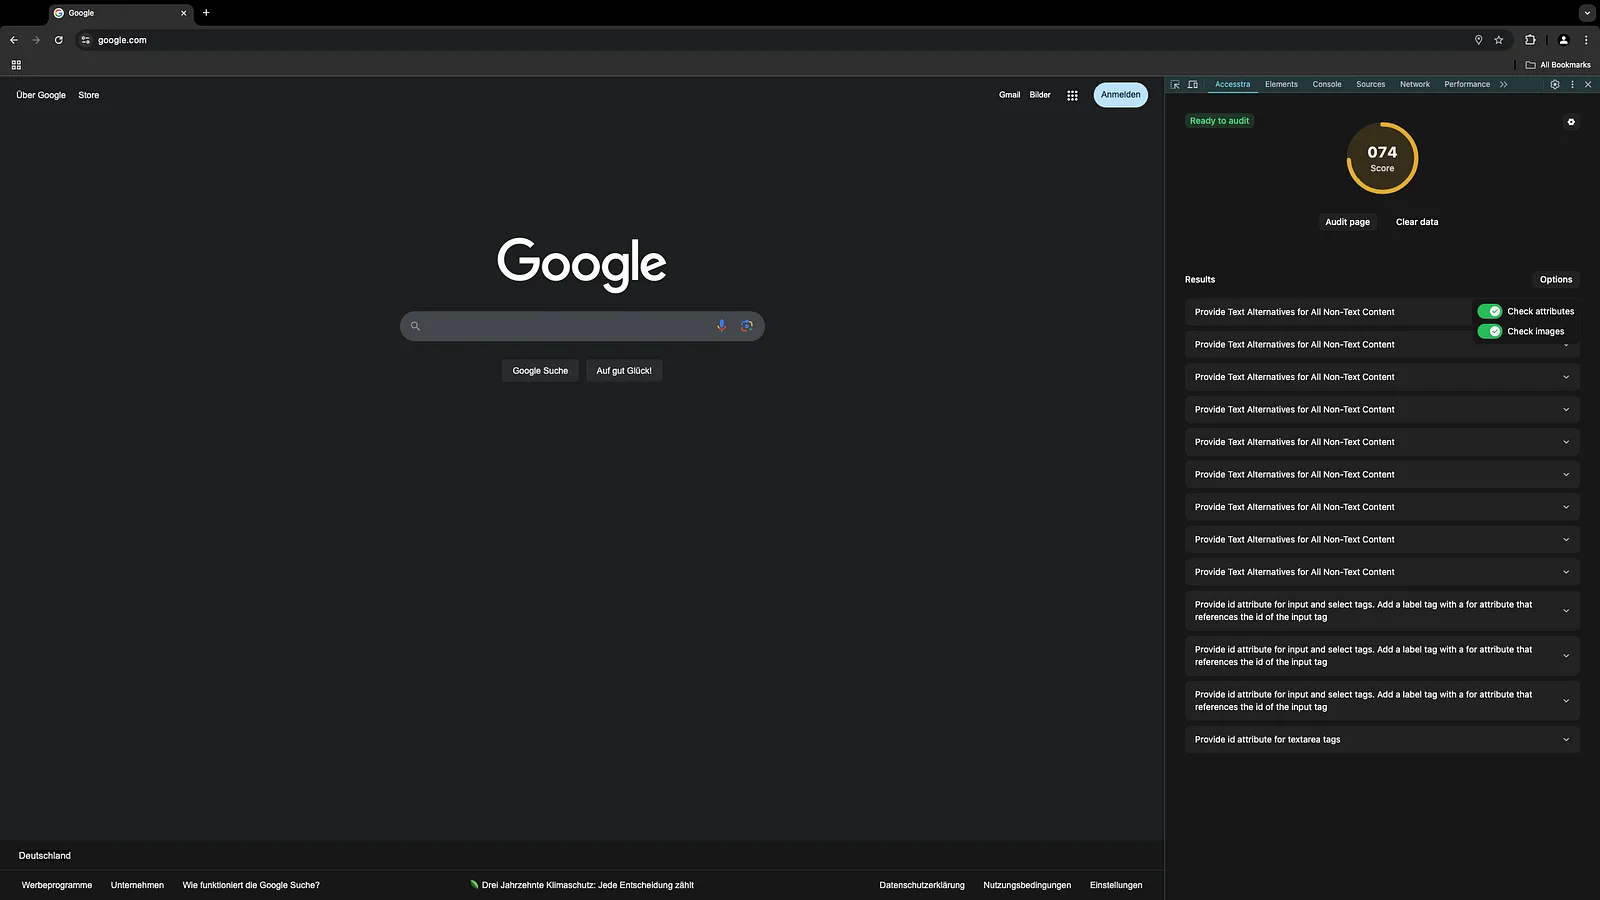 Google
google.com
All Bookmarks
Über Google Store
Gmail Bilder Anmelden
Google
Google Suche Auf gut Glück!
Deutschland
Werbeprogramme Unternehmen Wie funktioniert die Google Suche?
Drei Jahrzehnte Klimaschutz: Jede Entscheidung zählt
Datenschutzerklärung Nutzungsbedingungen Einstellungen
Accesstra Elements Console Sources Network Performance
Ready to audit
074
Score
Audit page Clear data
Results Options
Check attributes
Check images
Provide Text Alternatives for All Non-Text Content
Provide Text Alternatives for All Non-Text Content
Provide Text Alternatives for All Non-Text Content
Provide Text Alternatives for All Non-Text Content
Provide Text Alternatives for All Non-Text Content
Provide Text Alternatives for All Non-Text Content
Provide Text Alternatives for All Non-Text Content
Provide Text Alternatives for All Non-Text Content
Provide Text Alternatives for All Non-Text Content
Provide id attribute for input and select tags. Add a label tag with a for attribute that
references the id of the input tag
Provide id attribute for input and select tags. Add a label tag with a for attribute that
references the id of the input tag
Provide id attribute for input and select tags. Add a label tag with a for attribute that
references the id of the input tag
Provide id attribute for textarea tags